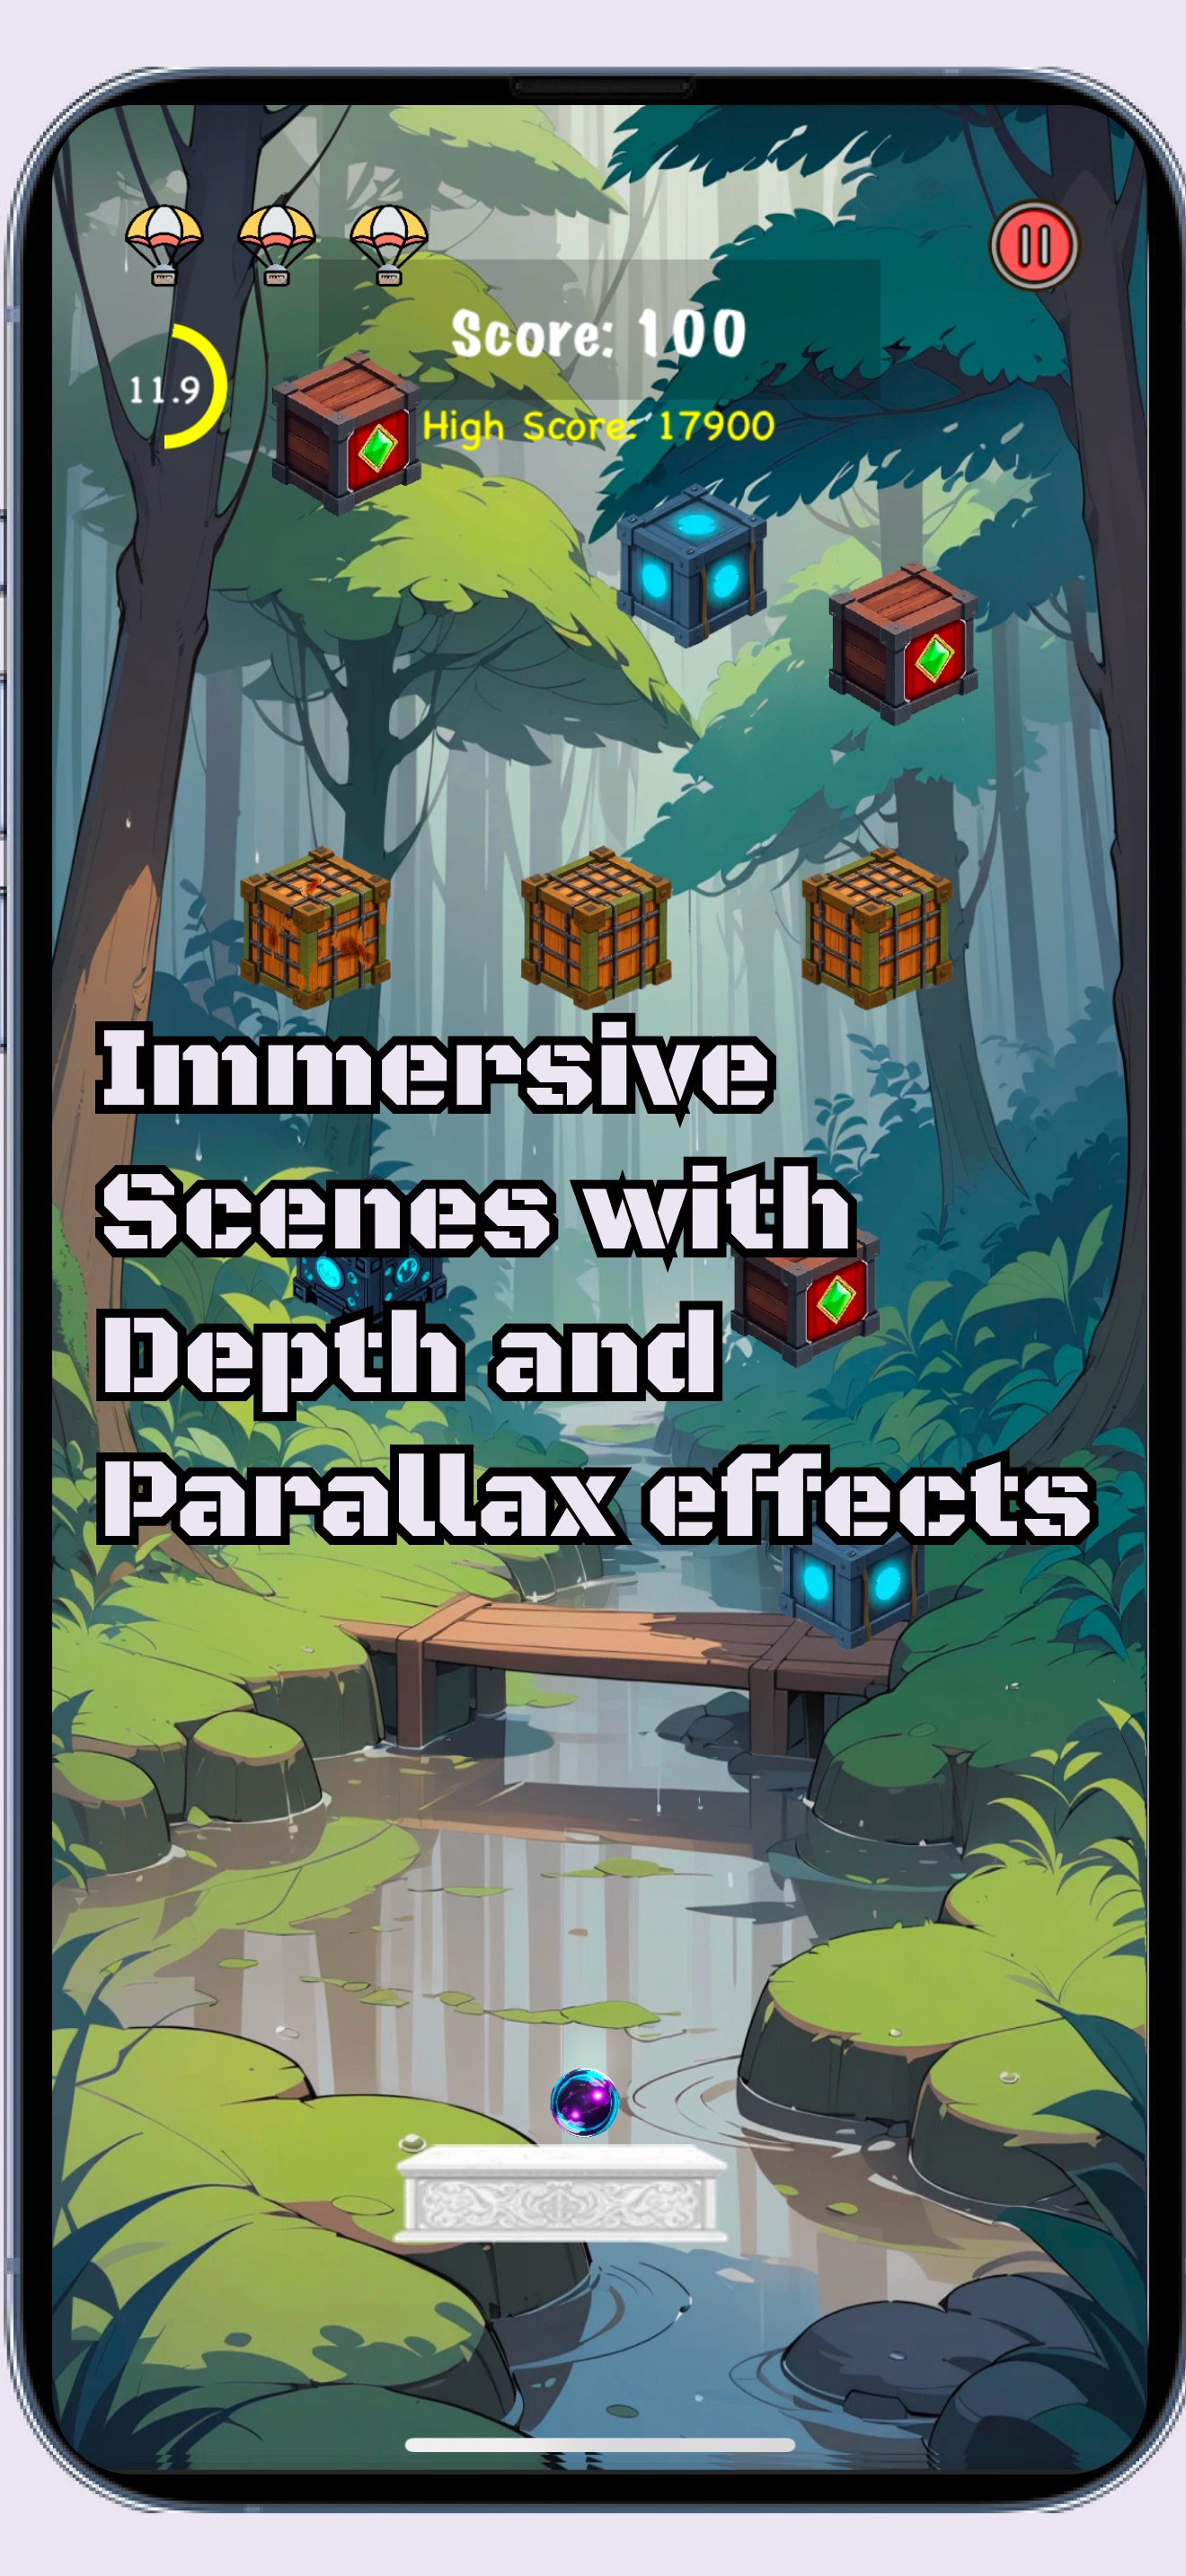 Score: 100
11.9
High Score: 17900
Immersive
Scenes with
Depth and
Parallax effects